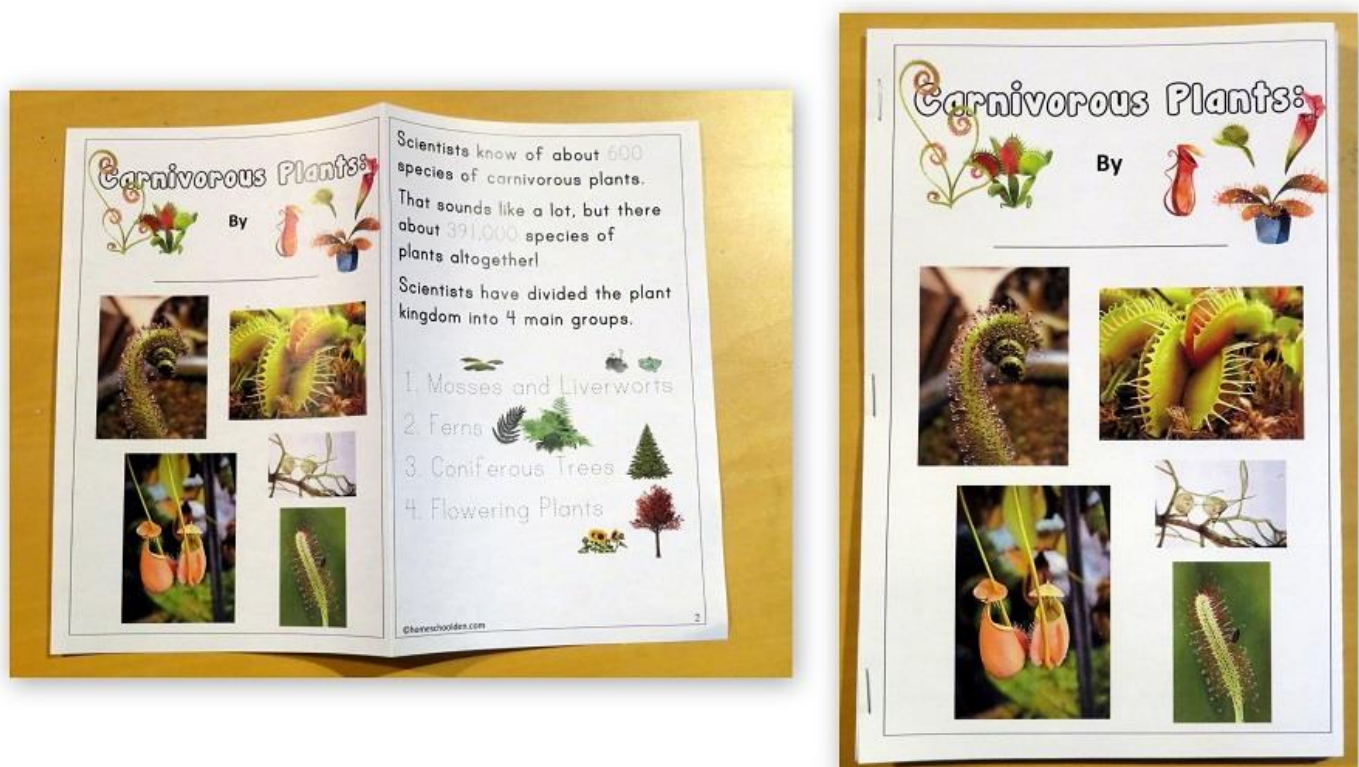 Carnivorous Plants:
By
Scientists know of about 600
species of carnivorous plants.
That sounds like a lot, but there
about 391,000 species of
plants altogether!
Scientists have divided the plant
kingdom into 4 main groups.
1. Mosses and Liverworts
2. Ferns
3. Coniferous Trees
4. Flowering Plants
©homeschoolden.com
2
Carnivorous Plants:
By